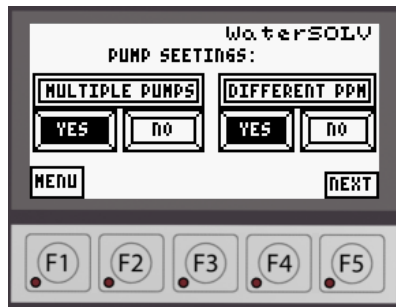 WaterSOLV
PUMP SEETINGS:
MULTIPLE PUMPS DIFFERENT PPM
YES NO YES NO
MENU NEXT
F1 F2 F3 F4 F5